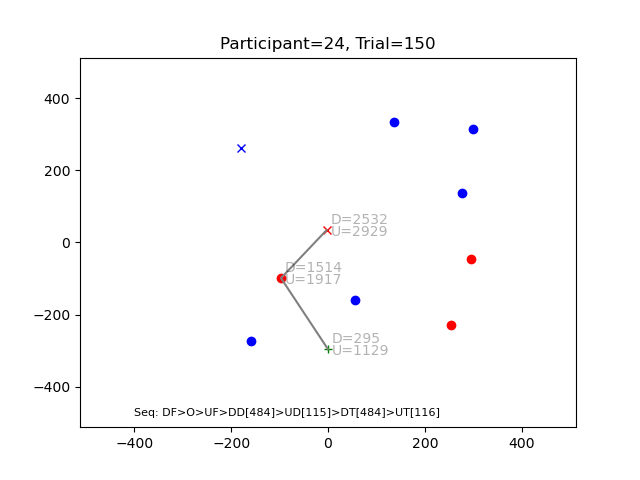 Participant=24, Trial=150
400
200
0
−200
−400
D=2532
U=2929
D=1514
U=1917
D=295
U=1129
Seq: DF>O>UF>DD[484]>UD[115]>DT[484]>UT[116]
−400
−200
0
200
400